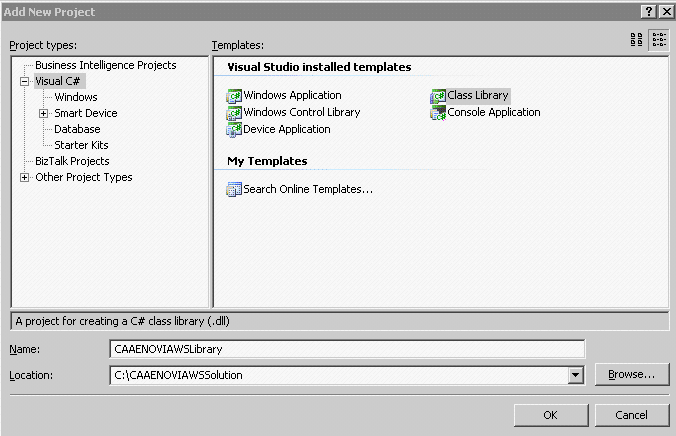 Add New Project
Project types:
Templates:
Business Intelligence Projects
Visual C#
Windows
Smart Device
Database
Starter Kits
BizTalk Projects
Other Project Types
Visual Studio installed templates
Windows Application
Class Library
Windows Control Library
Console Application
Device Application
My Templates
Search Online Templates...
A project for creating a C# class library (.dll)
Name:
CAAENOVIAWSLibrary
Location:
C:\CAAENOVIAWSSolution
Browse...
OK
Cancel